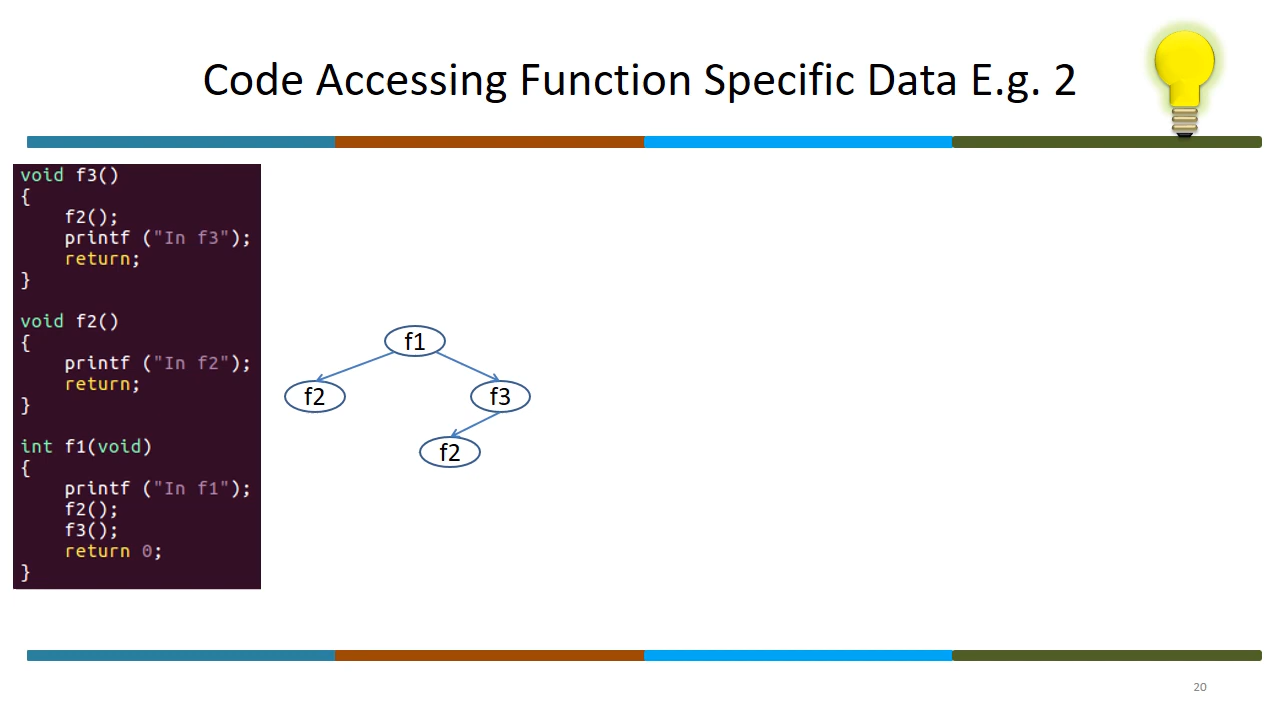 Code Accessing Function Specific Data E.g. 2
void f3()
{
    f2();
    printf ("In f3");
    return;
}
void f2()
{
    printf ("In f2");
    return;
}
int f1(void)
{
    printf ("In f1");
    f2();
    f3();
    return 0;
}
f1
f2
f3
f2
20